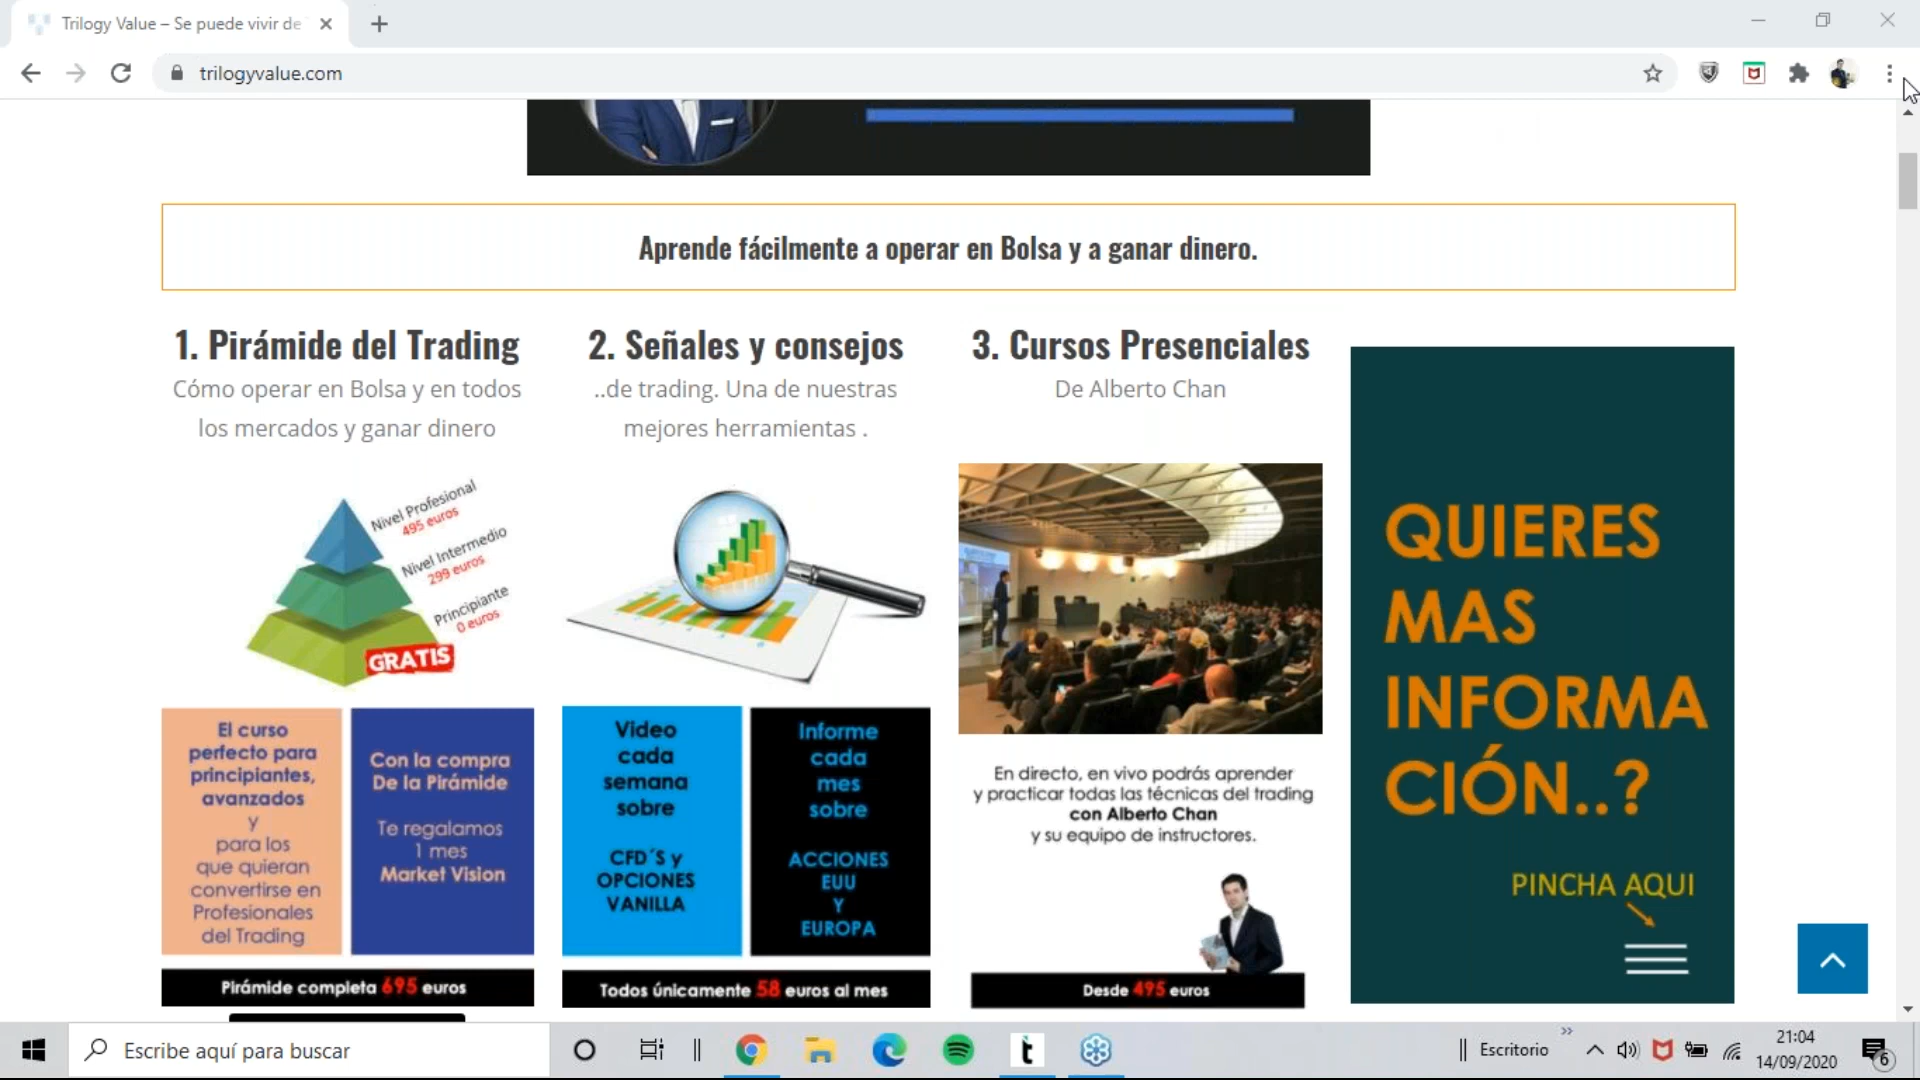 Trilogy Value – Se puede vivir de
trilogyvalue.com
Aprende fácilmente a operar en Bolsa y a ganar dinero.
1. Pirámide del Trading
Cómo operar en Bolsa y en todos
los mercados y ganar dinero
Nivel Profesional
495 euros
Nivel Intermedio
299 euros
Principiante
0 euros
GRATIS
El curso
perfecto para
principiantes,
avanzados
y
para los
que quieran
convertirse en
Profesionales
del Trading
Con la compra
De la Pirámide
Te regalamos
1 mes
Market Vision
Pirámide completa 695 euros
2. Señales y consejos
..de trading. Una de nuestras
mejores herramientas .
Video
cada
semana
sobre
CFD´S y
OPCIONES
VANILLA
Informe
cada
mes
sobre
ACCIONES
EUU
Y
EUROPA
Todos únicamente 58 euros al mes
3. Cursos Presenciales
De Alberto Chan
En directo, en vivo podrás aprender
y practicar todas las técnicas del trading
con Alberto Chan
y su equipo de instructores.
Desde 495 euros
QUIERES
MAS
INFORMA
CIÓN..?
PINCHA AQUI
Escribe aquí para buscar
Escritorio
21:04
14/09/2020
6